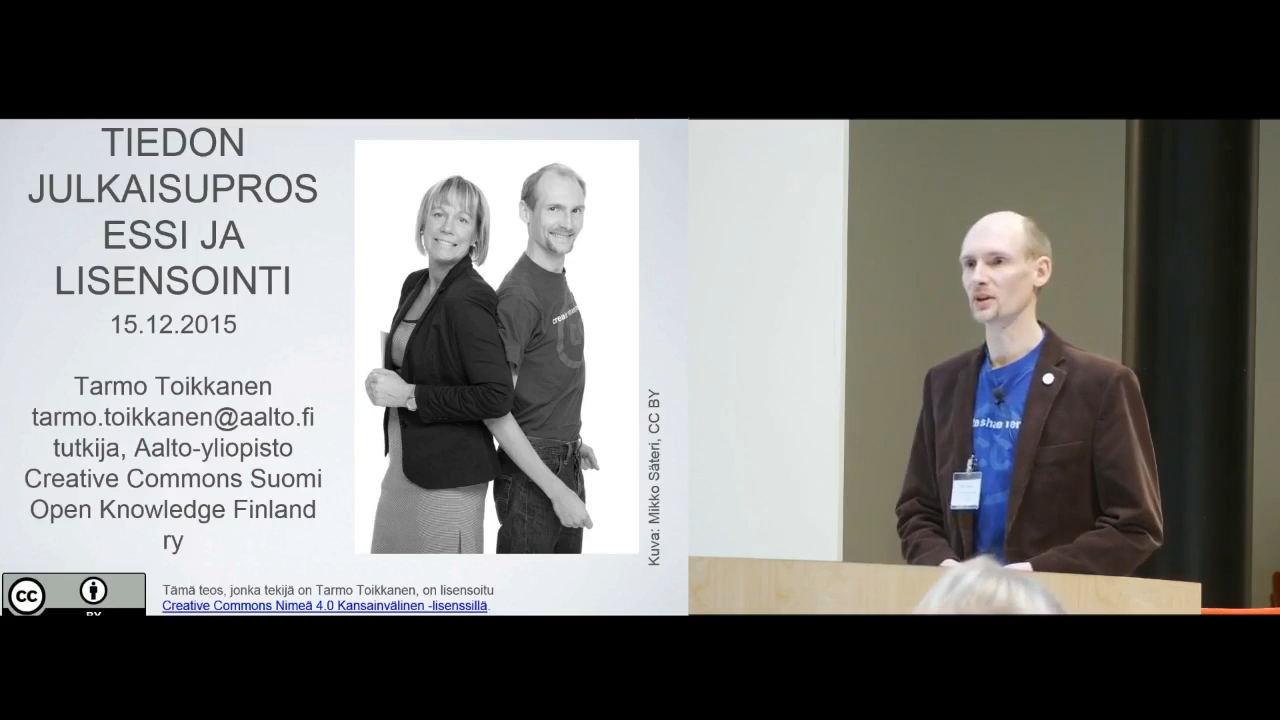 TIEDON
JULKAISUPROS
ESSI JA
LISENSOINTI
15.12.2015
Tarmo Toikkanen
tarmo.toikkanen@aalto.fi
tutkija, Aalto-yliopisto
Creative Commons Suomi
Open Knowledge Finland
ry
Kuva: Mikko Säteri, CC BY
cc
BY
Tämä teos, jonka tekijä on Tarmo Toikkanen, on lisensoitu
Creative Commons Nimeä 4.0 Kansainvälinen -lisenssillä.